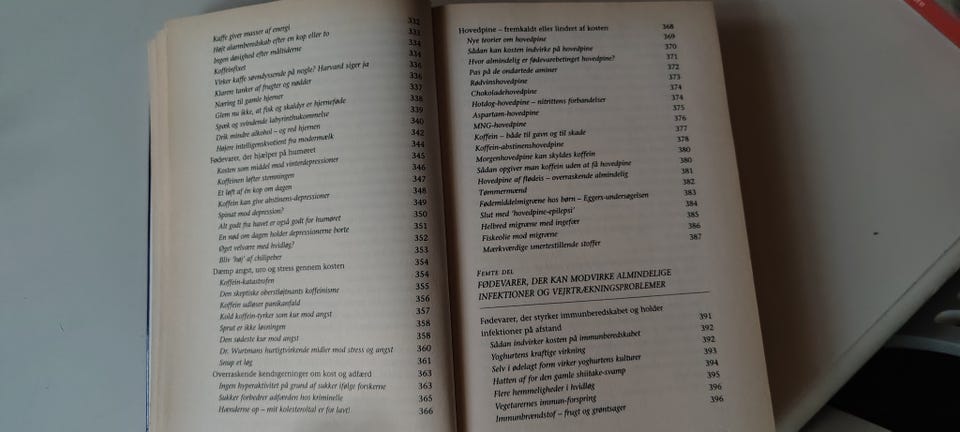 Kaffe giver masser af energi 332
Højt alarmberedskab efter en kop eller to 333
Ingen døsighed efter måltiderne 334
Koffeinfixet 334
Virker kaffe søvndyssende på nogle? Harvard siger ja 336
Klarere tanker af frugter og nødder 336
Næring til gamle hjerner 337
Glem nu ikke, at fisk og skaldyr er hjerneføde 338
Spæk og svindende labyrinthukommelse 339
Drik mindre alkohol – og red hjernen 340
Højere intelligenskvotient fra modermælk 342
Fødevarer, der hjælper på humøret 344
Kosten som middel mod vinterdepressioner 345
Koffeinen løfter stemningen 346
Et løft af én kop om dagen 347
Koffein kan give abstinens-depressioner 348
Spinat mod depression? 349
Alt godt fra havet er også godt for humøret 350
En nød om dagen holder depressionerne borte 351
Øget velvære med hvidløg? 352
Bliv 'høj' af chilipeber 353
Dæmp angst, uro og stress gennem kosten 354
Koffein-katastrofen 354
Den skeptiske oberstløjtnants koffeinisme 355
Koffein udløser panikanfald 356
Kold koffein-tyrker som kur mod angst 357
Sprut er ikke løsningen 358
Den sødeste kur mod angst 358
Dr. Wurtmans hurtigtvirkende midler mod stress og angst 360
Snup et løg 361
Overraskende kendsgerninger om kost og adfærd 363
Ingen hyperaktivitet på grund af sukker ifølge forskerne 363
Sukker forbedrer adfærden hos kriminelle 365
Hænderne op – mit kolesteroltal er for lavt! 366
Hovedpine – fremkaldt eller lindret af kosten 368
Nye teorier om hovedpine 369
Sådan kan kosten indvirke på hovedpine 370
Hvor almindelig er fødevarebetinget hovedpine? 371
Pas på de ondartede aminer 372
Rødvinshovedpine 373
Chokoladehovedpine 374
Hotdog-hovedpine – nitrittens forbandelser 374
Aspartam-hovedpine 375
MNG-hovedpine 376
Koffein – både til gavn og til skade 377
Koffein-abstinenshovedpine 378
Morgenhovedpine kan skyldes koffein 380
Sådan opgiver man koffein uden at få hovedpine 380
Hovedpine af flødeis – overraskende almindelig 381
Tømmermænd 382
Fødemiddelmigræne hos børn – Eggers-undersøgelsen 383
Slut med 'hovedpine-epilepsi' 384
Helbred migræne med ingefær 385
Fiskeolie mod migræne 386
Mærkværdige smertestillende stoffer 387
FEMTE DEL
FØDEVARER, DER KAN MODVIRKE ALMINDELIGE
INFEKTIONER OG VEJRTRÆKNINGSPROBLEMER
Fødevarer, der styrker immunberedskabet og holder
infektioner på afstand 391
Sådan indvirker kosten på immunberedskabet 392
Yoghurtens kraftige virkning 392
Selv i ødelagt form virker yoghurtens kulturer 393
Hatten af for den gamle shiitake-svamp 394
Flere hemmeligheder i hvidløg 395
Vegetarernes immun-forspring 396
Immunbrændstof – frugt og grøntsager 396